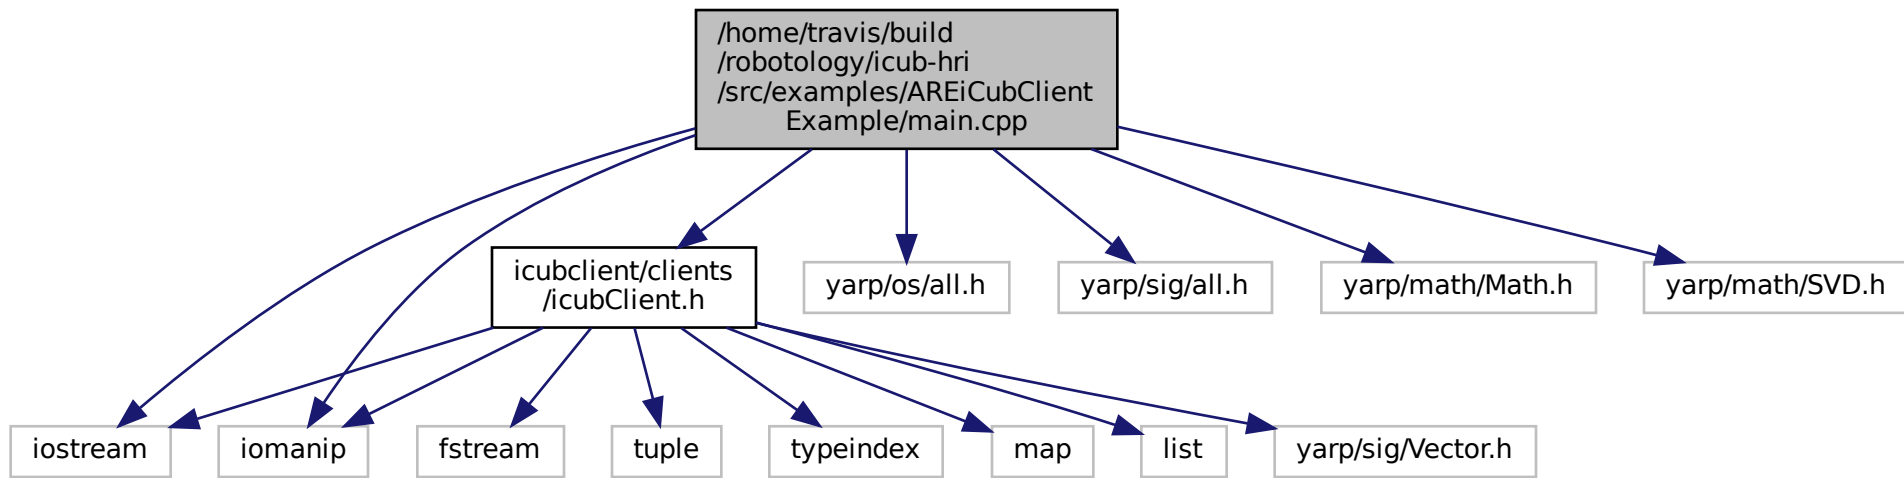 /home/travis/build
/robotology/icub-hri
/src/examples/AREiCubClient
Example/main.cpp
icubclient/clients
/icubClient.h
yarp/os/all.h
yarp/sig/all.h
yarp/math/Math.h
yarp/math/SVD.h
iostream
iomanip
fstream
tuple
typeindex
map
list
yarp/sig/Vector.h